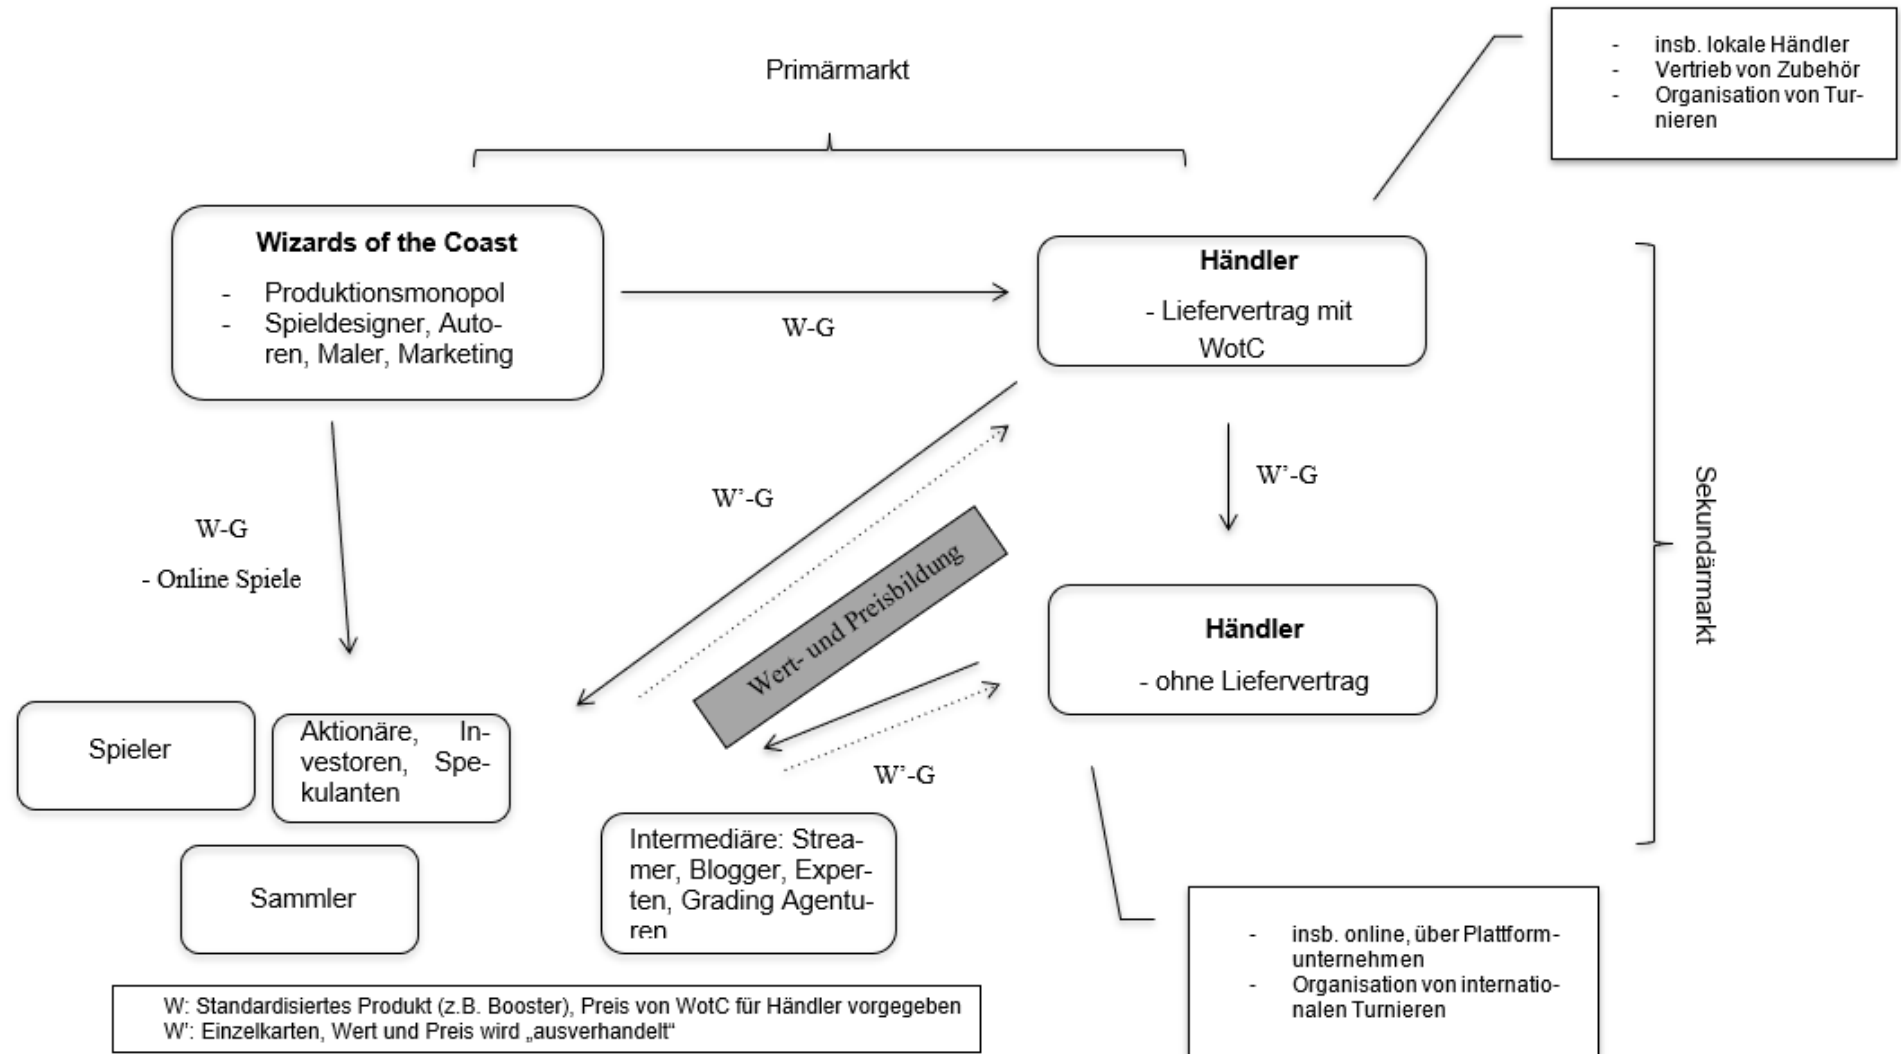 Primärmarkt
- insb. lokale Händler
- Vertrieb von Zubehör
- Organisation von Tur-
nieren
Wizards of the Coast
- Produktionsmonopol
- Spieldesigner, Auto-
ren, Maler, Marketing
W-G
Händler
- Liefervertrag mit
WotC
W-G
- Online Spiele
W’-G
W’-G
Wert- und Preisbildung
Sekundärmarkt
Händler
- ohne Liefervertrag
W’-G
Spieler
Aktionäre, In-
vestoren, Spe-
kulanten
Sammler
Intermediäre: Strea-
mer, Blogger, Exper-
ten, Grading Agentu-
ren
- insb. online, über Plattform-
unternehmen
- Organisation von internatio-
nalen Turnieren
W: Standardisiertes Produkt (z.B. Booster), Preis von WotC für Händler vorgegeben
W’: Einzelkarten, Wert und Preis wird „ausverhandelt“